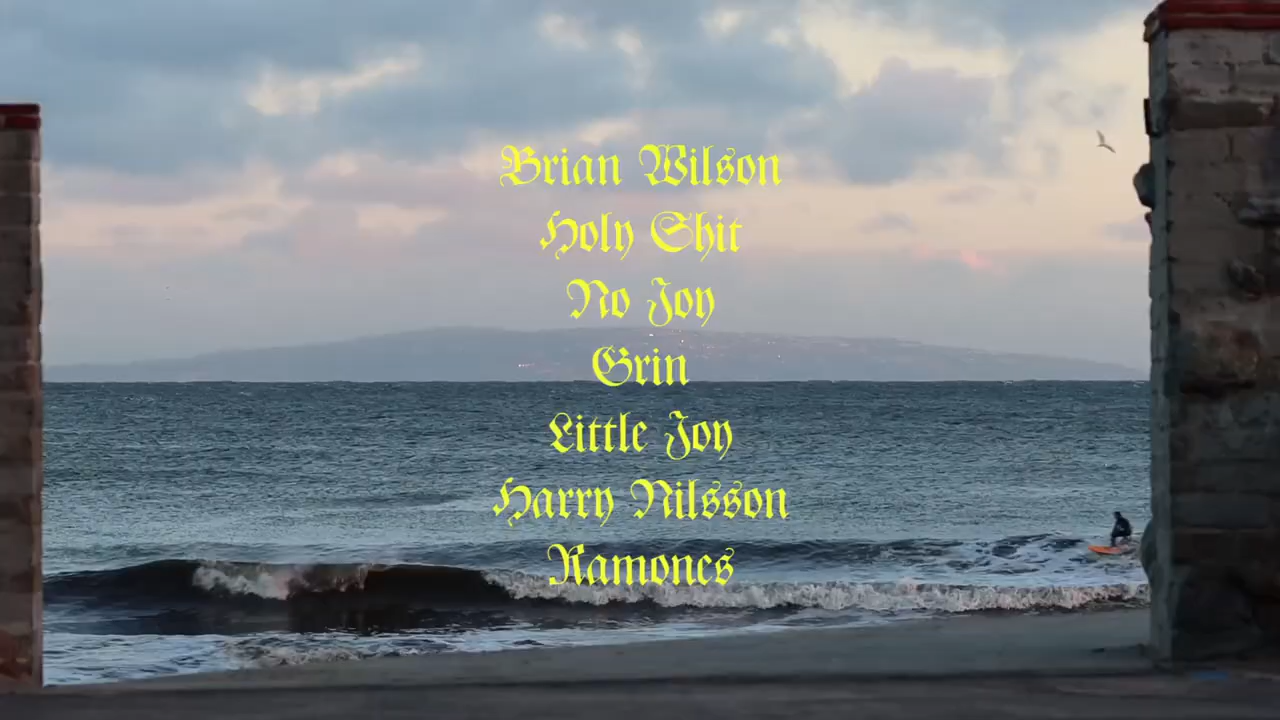 Brian Wilson
Holy Shit
No Joy
Grin
Little Joy
Harry Nilsson
Ramones